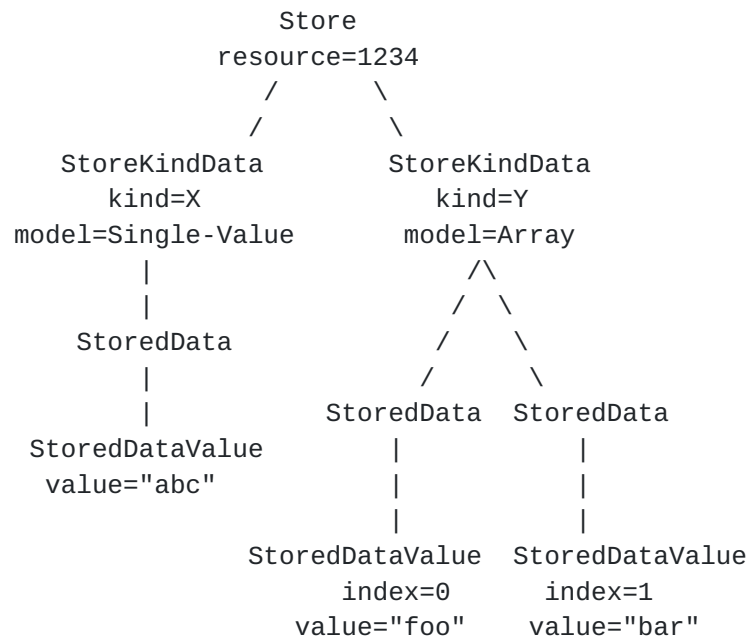 Store
resource=1234
/ \
/ \
StoreKindData StoreKindData
kind=X kind=Y
model=Single-Value model=Array
| /\
| / \
StoredData / \
| / \
| StoredData StoredData
StoredDataValue | |
value="abc" | |
| |
StoredDataValue StoredDataValue
index=0 index=1
value="foo" value="bar"